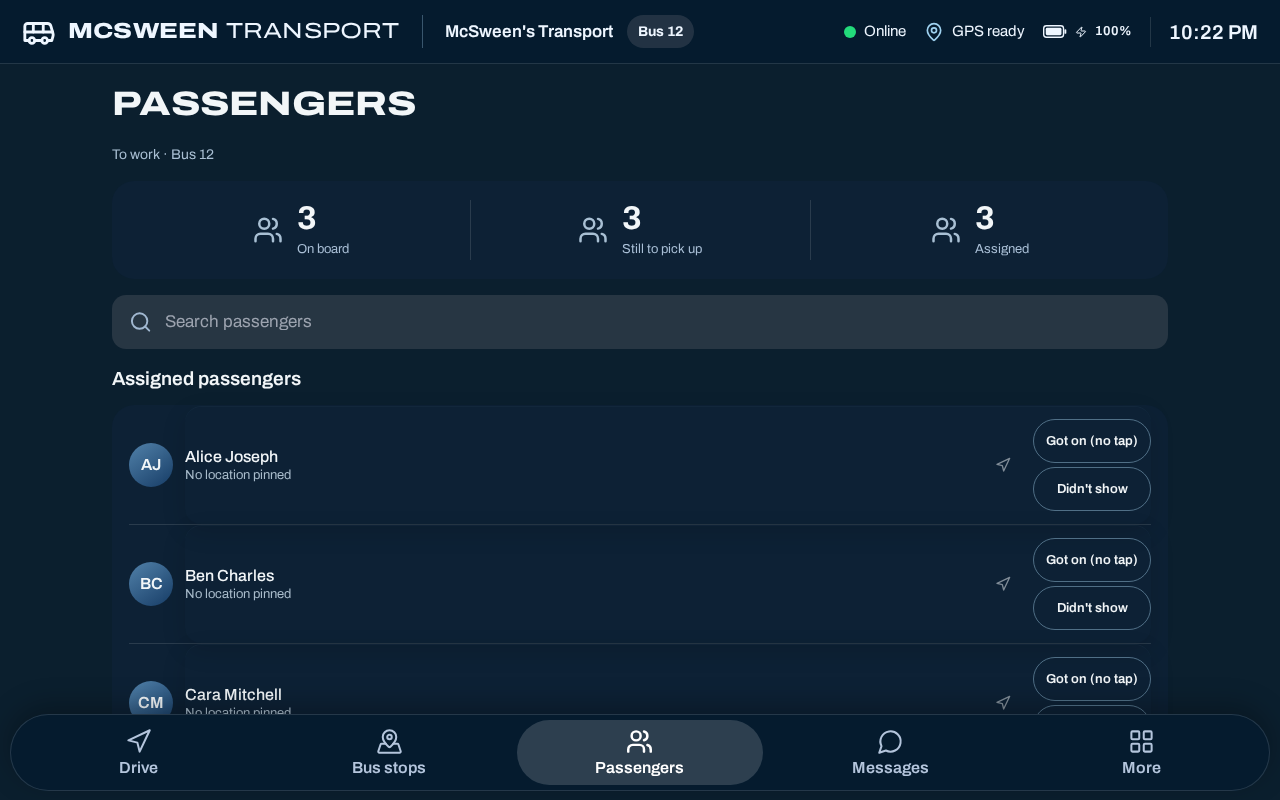 MCSWEEN TRANSPORT
McSween's Transport
Bus 12
Online
GPS ready
100%
10:22 PM
PASSENGERS
To work · Bus 12
3
On board
3
Still to pick up
3
Assigned
Search passengers
Assigned passengers
AJ
Alice Joseph
No location pinned
Got on (no tap)
Didn't show
BC
Ben Charles
No location pinned
Got on (no tap)
Didn't show
CM
Cara Mitchell
No location pinned
Got on (no tap)
Drive
Bus stops
Passengers
Messages
More